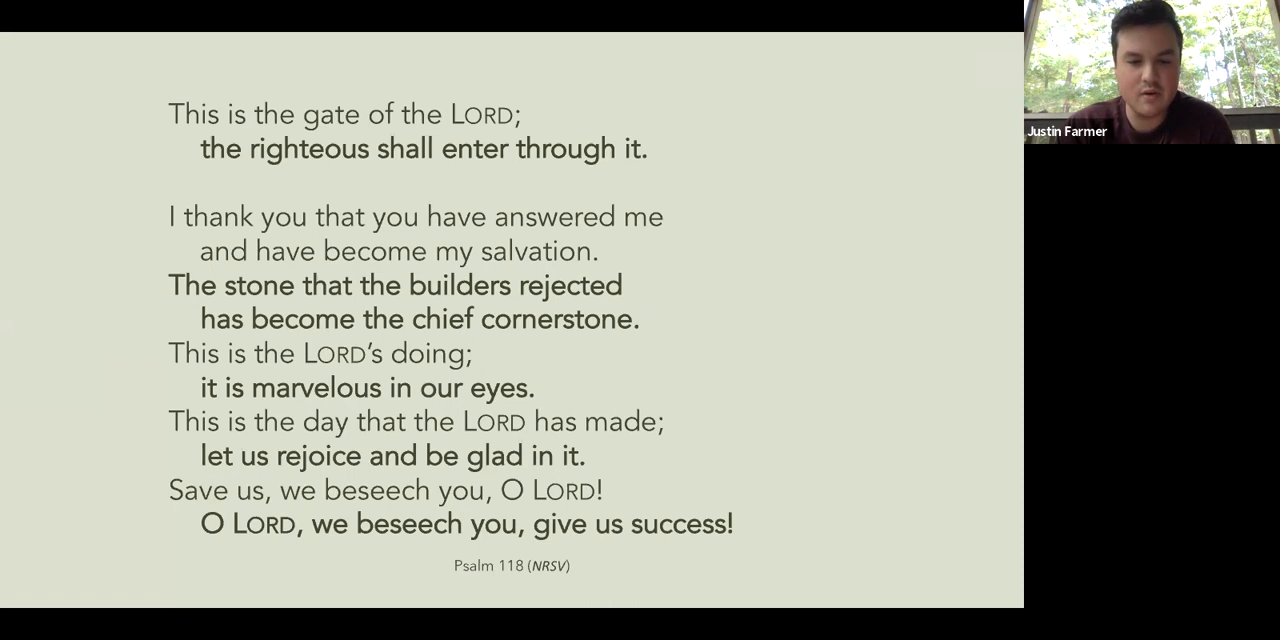 This is the gate of the LORD;
the righteous shall enter through it.
I thank you that you have answered me
and have become my salvation.
The stone that the builders rejected
has become the chief cornerstone.
This is the LORD’s doing;
it is marvelous in our eyes.
This is the day that the LORD has made;
let us rejoice and be glad in it.
Save us, we beseech you, O LORD!
O LORD, we beseech you, give us success!
Psalm 118 (NRSV)
Justin Farmer